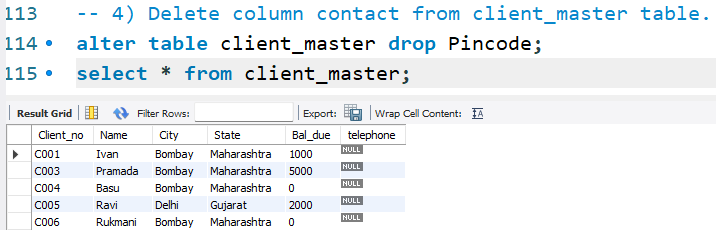 113 -- 4) Delete column contact from client_master table.
114 alter table client_master drop Pincode;
115 select * from client_master;
Result Grid Filter Rows: Export: Wrap Cell Content: IA
Client_no Name City State Bal_due telephone
C001 Ivan Bombay Maharashtra 1000 NULL
C003 Pramada Bombay Maharashtra 5000 NULL
C004 Basu Bombay Maharashtra 0 NULL
C005 Ravi Delhi Gujarat 2000 NULL
C006 Rukmani Bombay Maharashtra 0 NULL